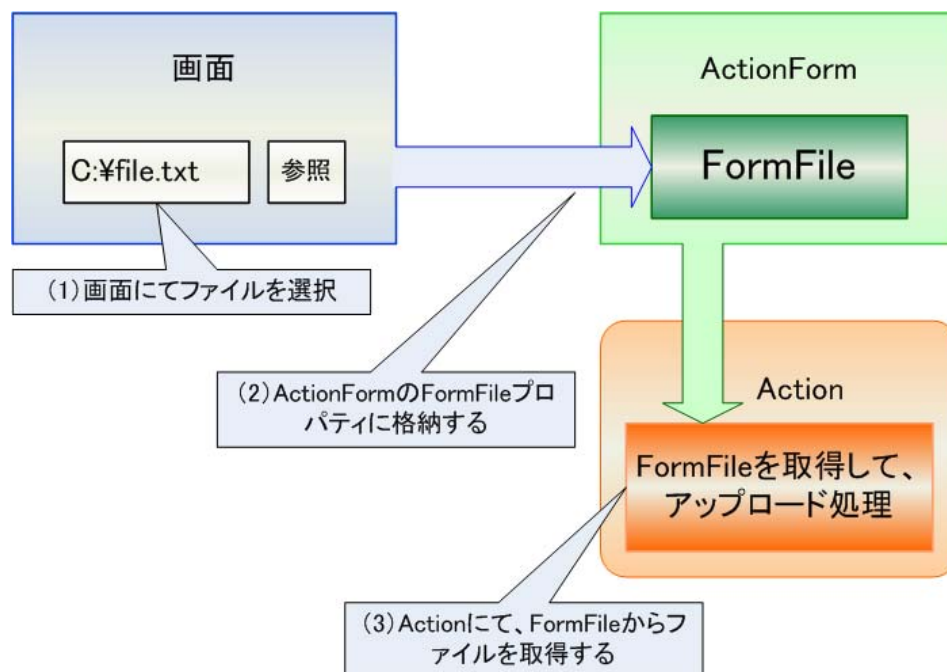 画面
C:¥file.txt
参照
(1)画面にてファイルを選択
ActionForm
FormFile
(2)ActionFormのFormFileプロ
パティに格納する
Action
FormFileを取得して、
アップロード処理
(3)Actionにて、FormFileからフ
ァイルを取得する